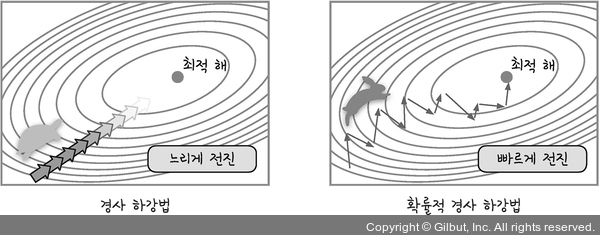 최적 해
느리게 전진
경사 하강법
최적 해
빠르게 전진
확률적 경사 하강법
Copyright © Gilbut, Inc. All rights reserved.